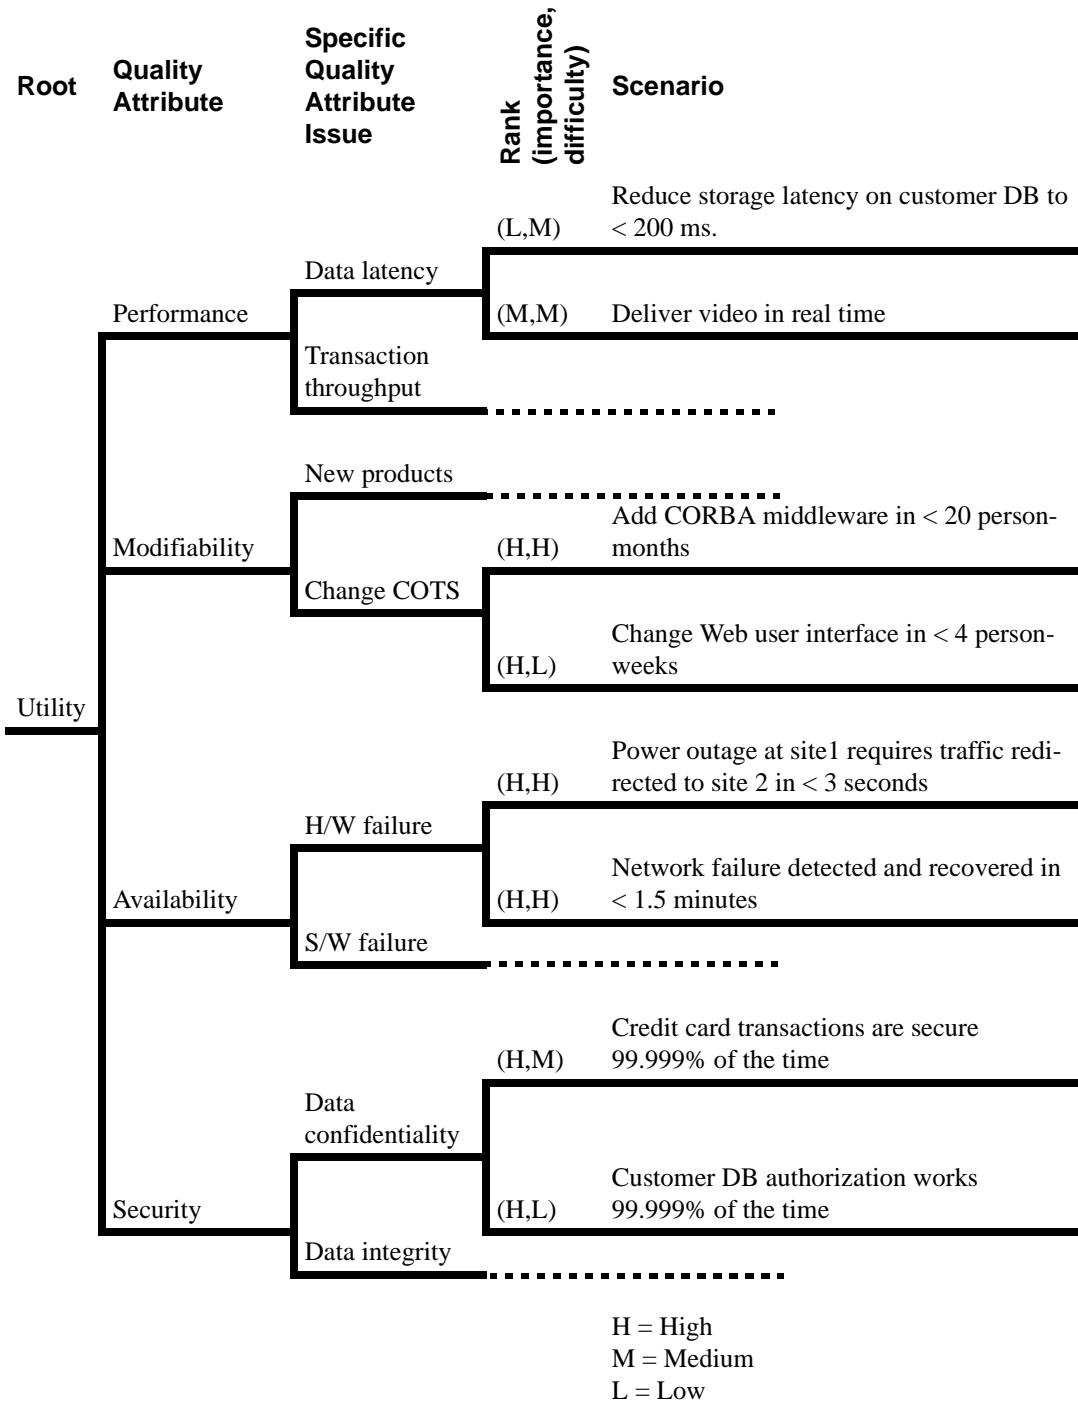 Root
Quality
Attribute
Specific
Quality
Attribute
Issue
Rank
(importance,
difficulty)
Scenario
Reduce storage latency on customer DB to
(L,M)
< 200 ms.
Data latency
Performance
(M,M)
Deliver video in real time
Transaction
throughput
New products
Add CORBA middleware in < 20 person-
Modifiability
(H,H)
months
Change COTS
Change Web user interface in < 4 person-
(H,L)
weeks
Utility
Power outage at site1 requires traffic redi-
(H,H)
rected to site 2 in < 3 seconds
H/W failure
Network failure detected and recovered in
Availability
(H,H)
< 1.5 minutes
S/W failure
Credit card transactions are secure
(H,M)
99.999% of the time
Data
confidentiality
Customer DB authorization works
Security
(H,L)
99.999% of the time
Data integrity
H = High
M = Medium
L = Low